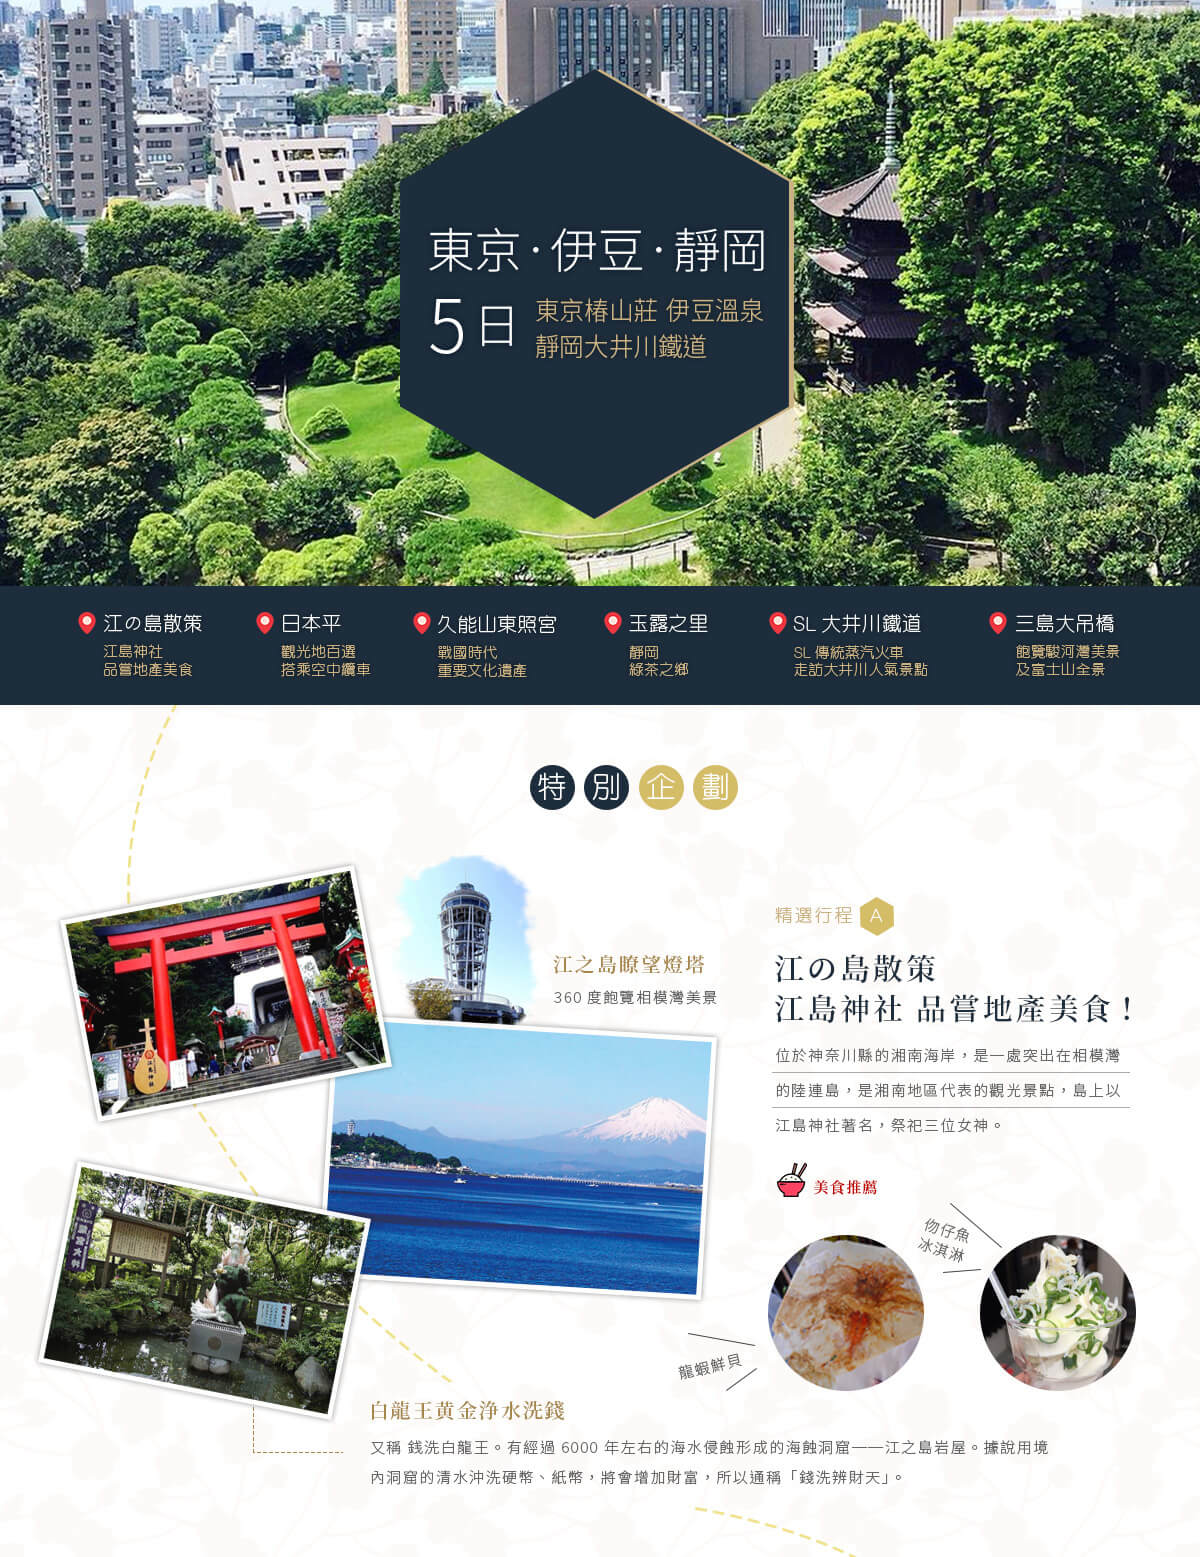 東京·伊豆·靜岡
5日
東京椿山莊 伊豆溫泉
靜岡大井川鐵道
江の島散策
江島神社
品嘗地產美食
日本平
觀光地百選
搭乘空中纜車
久能山東照宮
戰國時代
重要文化遺產
玉露之里
靜岡
綠茶之鄉
SL 大井川鐵道
SL 傳統蒸汽火車
走訪大井川人氣景點
三島大吊橋
飽覽駿河灣美景
及富士山全景
特別企劃
江之島瞭望燈塔
360 度飽覽相模灣美景
精選行程 A
江の島散策
江島神社 品嘗地產美食！
位於神奈川縣的湘南海岸，是一處突出在相模灣
的陸連島，是湘南地區代表的觀光景點，島上以
江島神社著名，祭祀三位女神。
美食推薦
江島神社
魩仔魚
冰淇淋
龍蝦鮮貝
白龍王黄金浄水洗錢
又稱 銭洗白龍王。有經過 6000 年左右的海水侵蝕形成的海蝕洞窟——江之島岩屋。據說用境
內洞窟的清水沖洗硬幣、紙幣，將會增加財富，所以通稱「錢洗辨財天」。